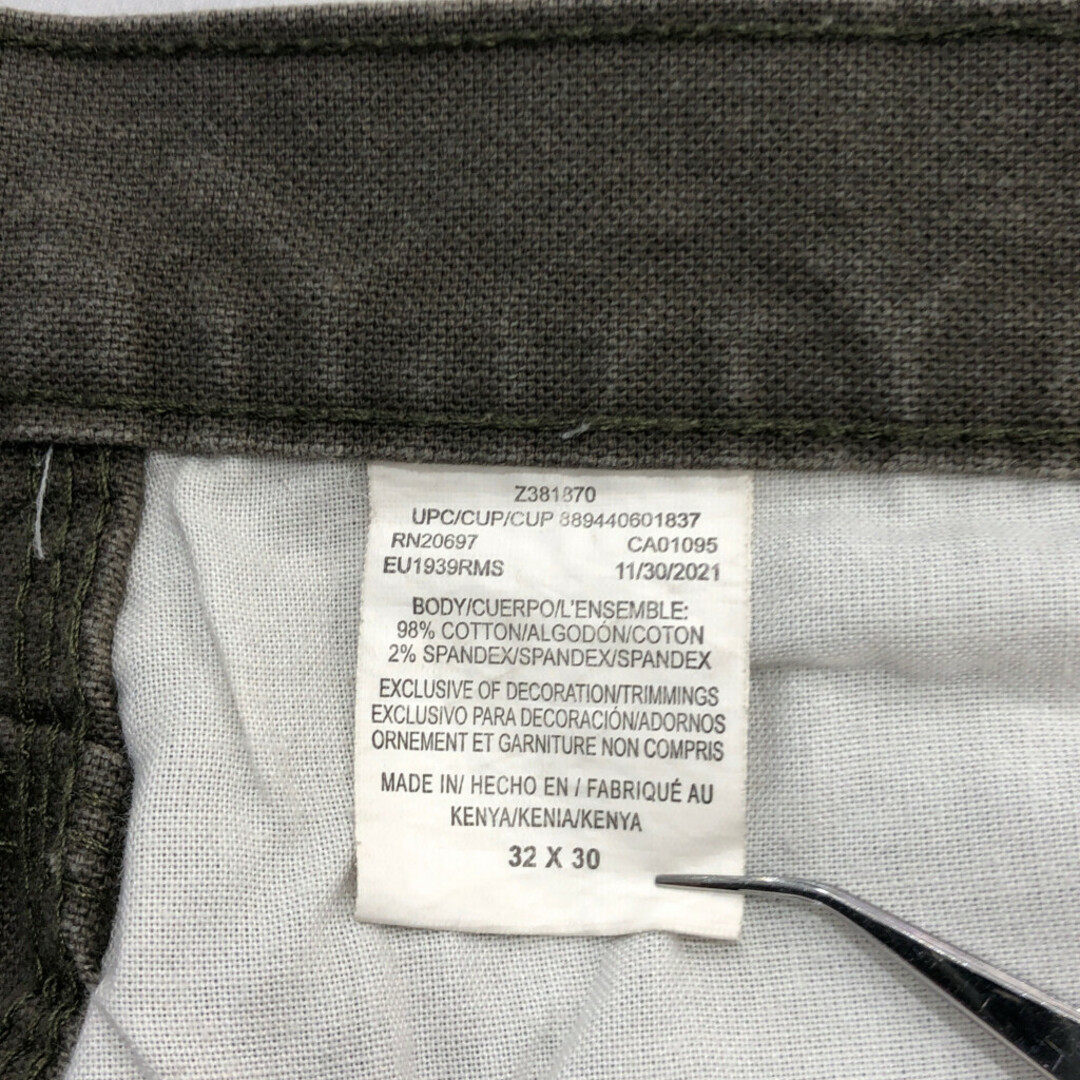 Z381870
UPC/CUP/CUP 889440601837
RN20697 CA01095
EU1939RMS 11/30/2021
BODY/CUERPO/L'ENSEMBLE:
98% COTTON/ALGODÓN/COTON
2% SPANDEX/SPANDEX/SPANDEX
EXCLUSIVE OF DECORATION/TRIMMINGS
EXCLUSIVO PARA DECORACIÓN/ADORNOS
ORNEMENT ET GARNITURE NON COMPRIS
MADE IN/ HECHO EN / FABRIQUÉ AU
KENYA/KENIA/KENYA
32 X 30